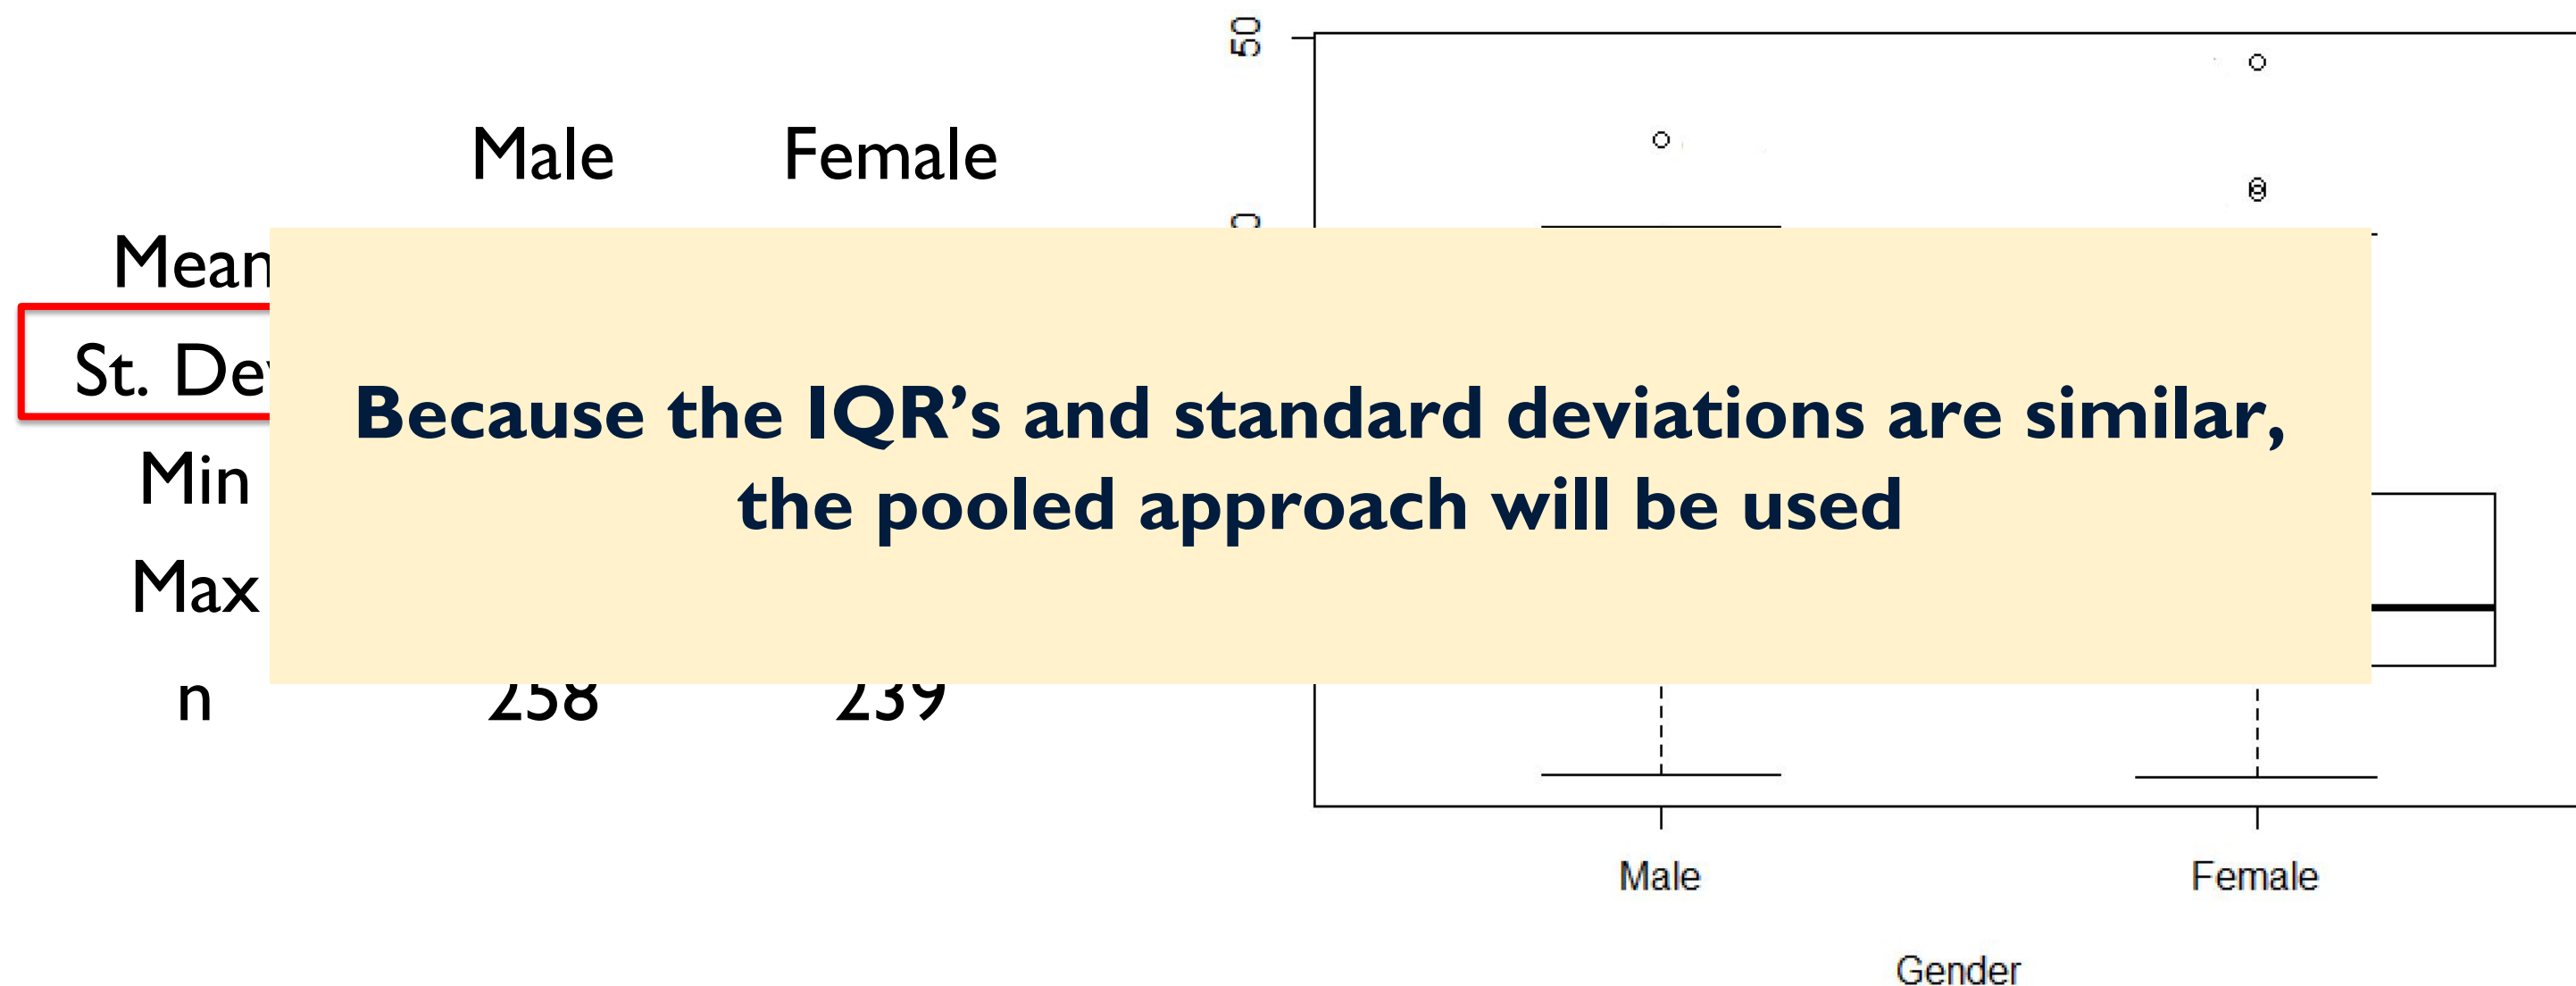 50
Male Female
Mean
St. De
Because the IQR’s and standard deviations are similar,
the pooled approach will be used
Min
Max
n 258 239
Male Female
Gender